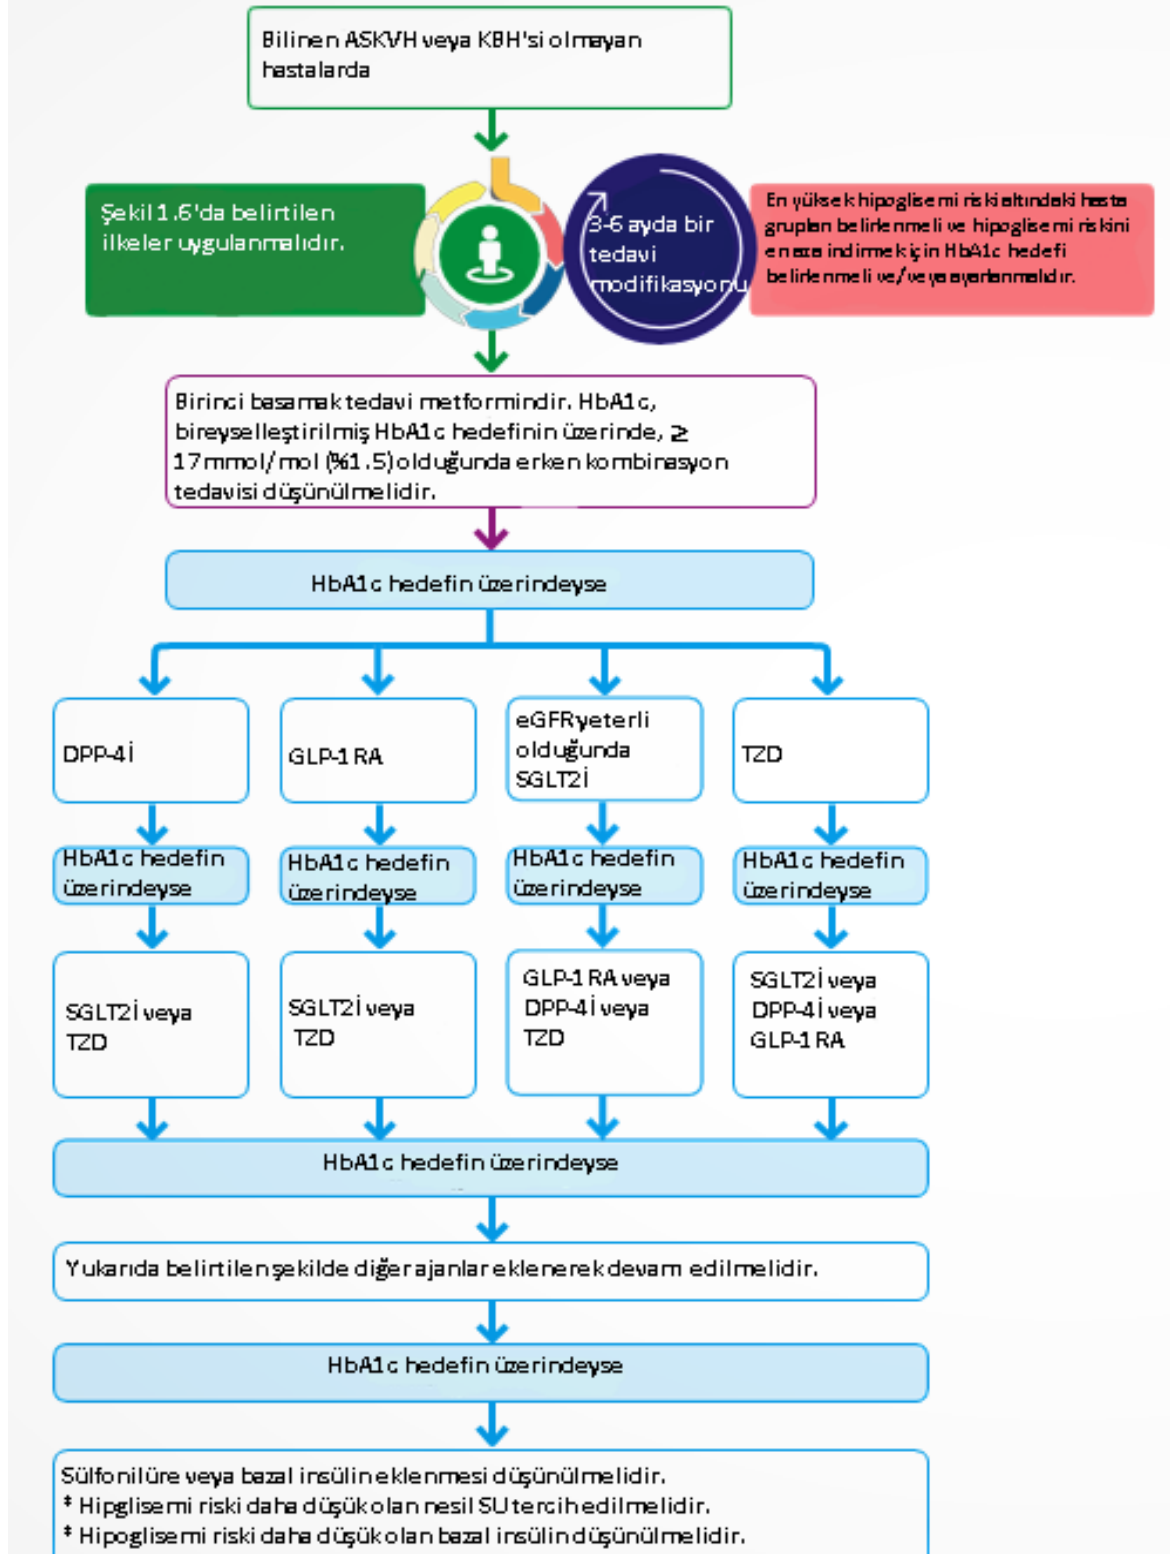 Bilinen ASKVH veya KBH'si olmayan
hastalarda
Şekil 1.6'da belirtilen
ilkeler uygulanmalıdır.
3-6 ayda bir
tedavi
modifikasyonu
En yüksek hipoglisemi riski altındaki hasta
grupları belirlenmeli ve hipoglisemi riskini
en aza indirmek için HbA1c hedefi
belirlenmeli ve/veya ayarlanmalıdır.
Birinci basamak tedavi metformindir. HbA1c,
bireyselleştirilmiş HbA1c hedefinin üzerinde, ≥
17 mmol/mol (%1.5) olduğunda erken kombinasyon
tedavisi düşünülmelidir.
HbA1c hedefin üzerindeyse
DPP-4İ
GLP-1 RA
eGFR yeterli
olduğunda
SGLT2İ
TZD
HbA1c hedefin
üzerindeyse
HbA1c hedefin
üzerindeyse
HbA1c hedefin
üzerindeyse
HbA1c hedefin
üzerindeyse
SGLT2İ veya
TZD
SGLT2İ veya
TZD
GLP-1 RA veya
DPP-4İ veya
TZD
SGLT2İ veya
DPP-4İ veya
GLP-1 RA
HbA1c hedefin üzerindeyse
Yukarıda belirtilen şekilde diğer ajanlar eklenerek devam edilmelidir.
HbA1c hedefin üzerindeyse
Sülfonilüre veya bazal insülin eklenmesi düşünülmelidir.
* Hipglisemi riski daha düşük olan nesil SU tercih edilmelidir.
* Hipoglisemi riski daha düşük olan bazal insülin düşünülmelidir.